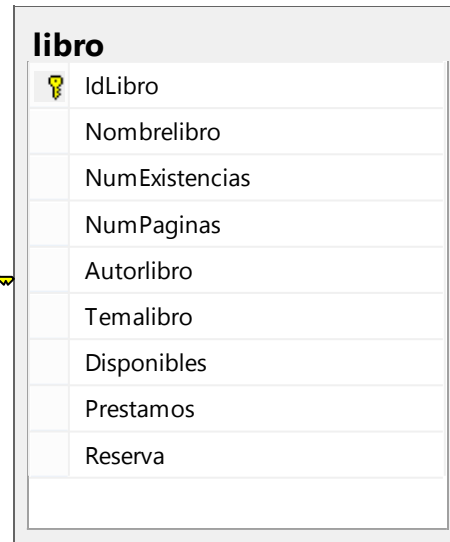 libro
IdLibro
Nombrelibro
NumExistencias
NumPaginas
Autorlibro
Temalibro
Disponibles
Prestamos
Reserva